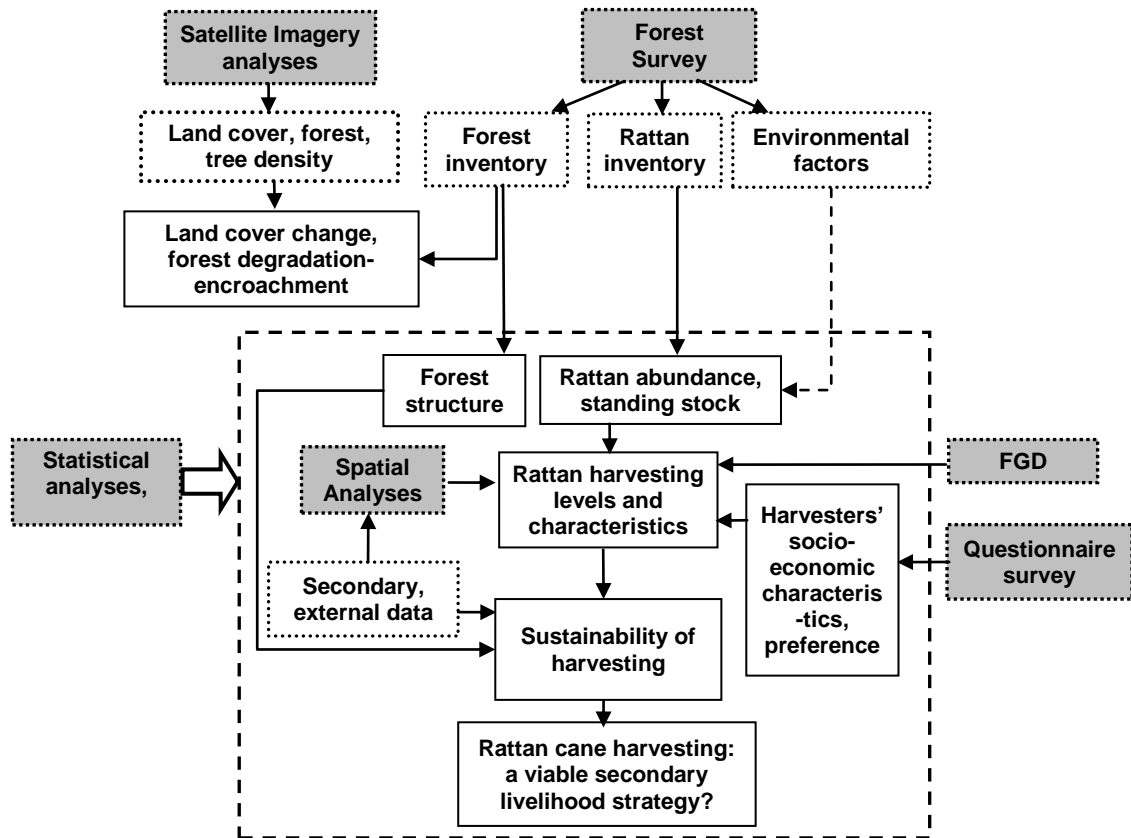 Satellite Imagery
analyses
Forest
Survey
Land cover, forest,
tree density
Forest
inventory
Rattan
inventory
Environmental
factors
Land cover change,
forest degradation-
encroachment
Forest
structure
Rattan abundance,
standing stock
Statistical
analyses,
Spatial
Analyses
Rattan harvesting
levels and
characteristics
FGD
Harvesters'
socio-
economic
characteris
-tics,
preference
Questionnaire
survey
Secondary,
external data
Sustainability of
harvesting
Rattan cane harvesting:
a viable secondary
livelihood strategy?